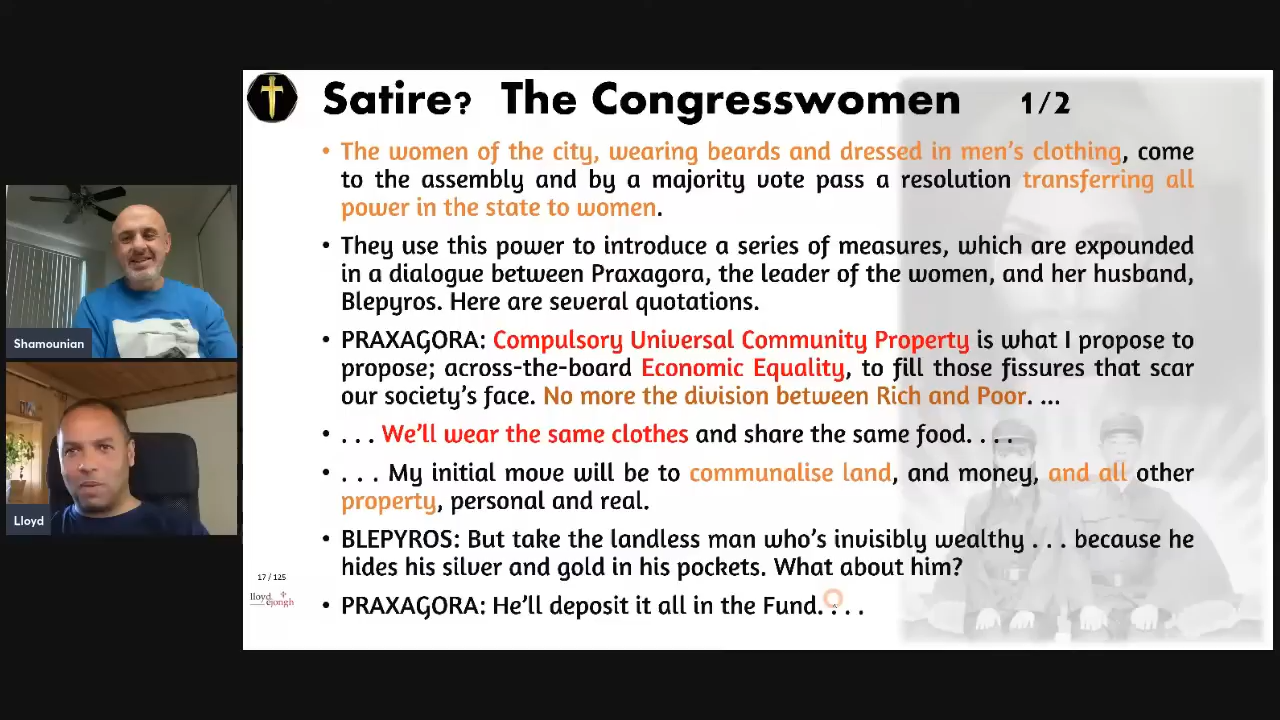 Satire? The Congresswomen 1/2
• The women of the city, wearing beards and dressed in men's clothing, come
to the assembly and by a majority vote pass a resolution transferring all
power in the state to women.
• They use this power to introduce a series of measures, which are expounded
in a dialogue between Praxagora, the leader of the women, and her husband,
Blepyros. Here are several quotations.
• PRAXAGORA: Compulsory Universal Community Property is what I propose to
propose; across-the-board Economic Equality, to fill those fissures that scar
our society's face. No more the division between Rich and Poor. ...
• . . . We'll wear the same clothes and share the same food. . . .
• . . . My initial move will be to communalise land, and money, and all other
property, personal and real.
• BLEPYROS: But take the landless man who's invisibly wealthy . . . because he
hides his silver and gold in his pockets. What about him?
• PRAXAGORA: He'll deposit it all in the Fund. . . .
Shamounian
Lloyd
17 / 125
lloyd
dejongh